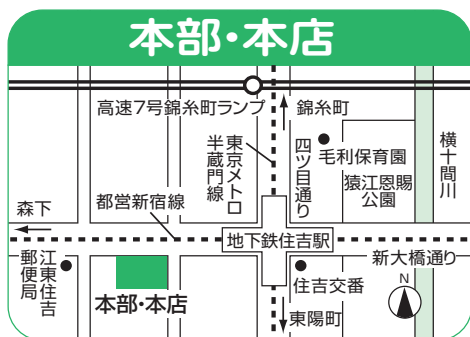 本部・本店
高速7号錦糸町ランプ
錦糸町
東京メトロ
半蔵門線
四ツ目通り
毛利保育園
猿江恩賜
公園
横十間川
森下
都営新宿線
地下鉄住吉駅
新大橋通り
江東住吉
郵便局
本部・本店
住吉交番
N
東陽町